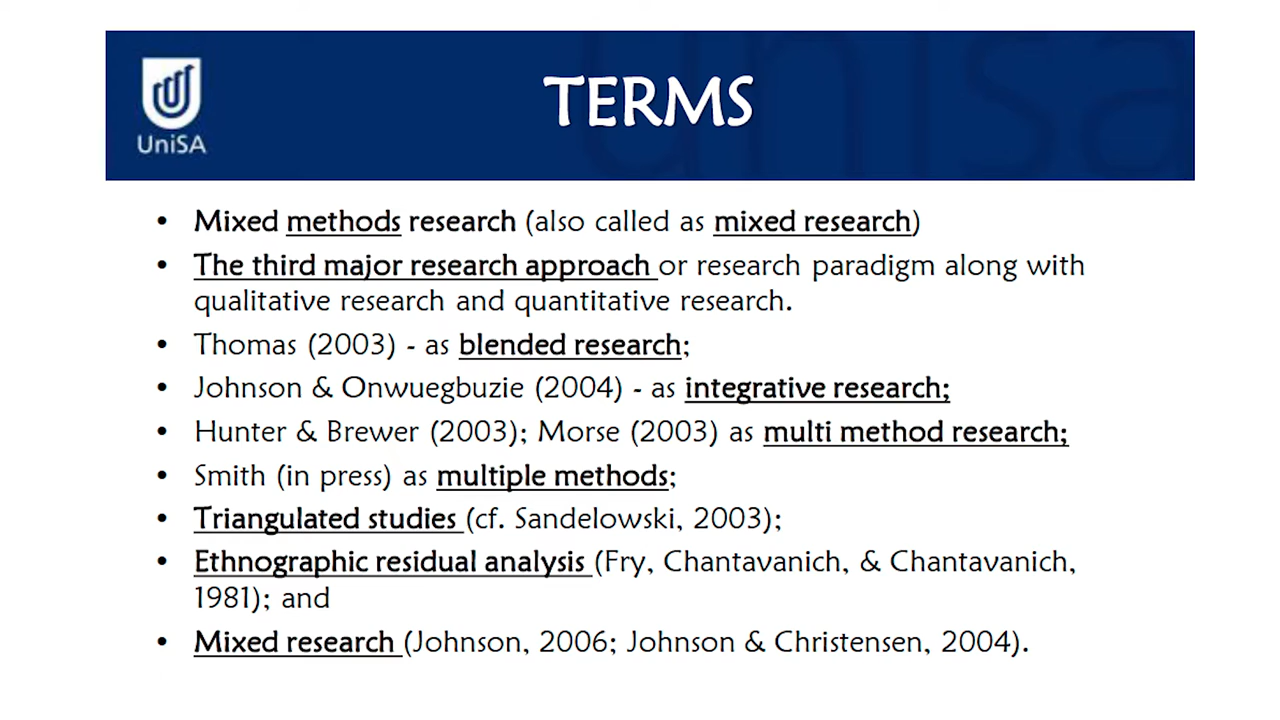 UniSA
TERMS
• Mixed methods research (also called as mixed research)
• The third major research approach or research paradigm along with
qualitative research and quantitative research.
• Thomas (2003) - as blended research;
• Johnson & Onwuegbuzie (2004) - as integrative research;
• Hunter & Brewer (2003); Morse (2003) as multi method research;
• Smith (in press) as multiple methods;
• Triangulated studies (cf. Sandelowski, 2003);
• Ethnographic residual analysis (Fry, Chantavanich, & Chantavanich,
1981); and
• Mixed research (Johnson, 2006; Johnson & Christensen, 2004).